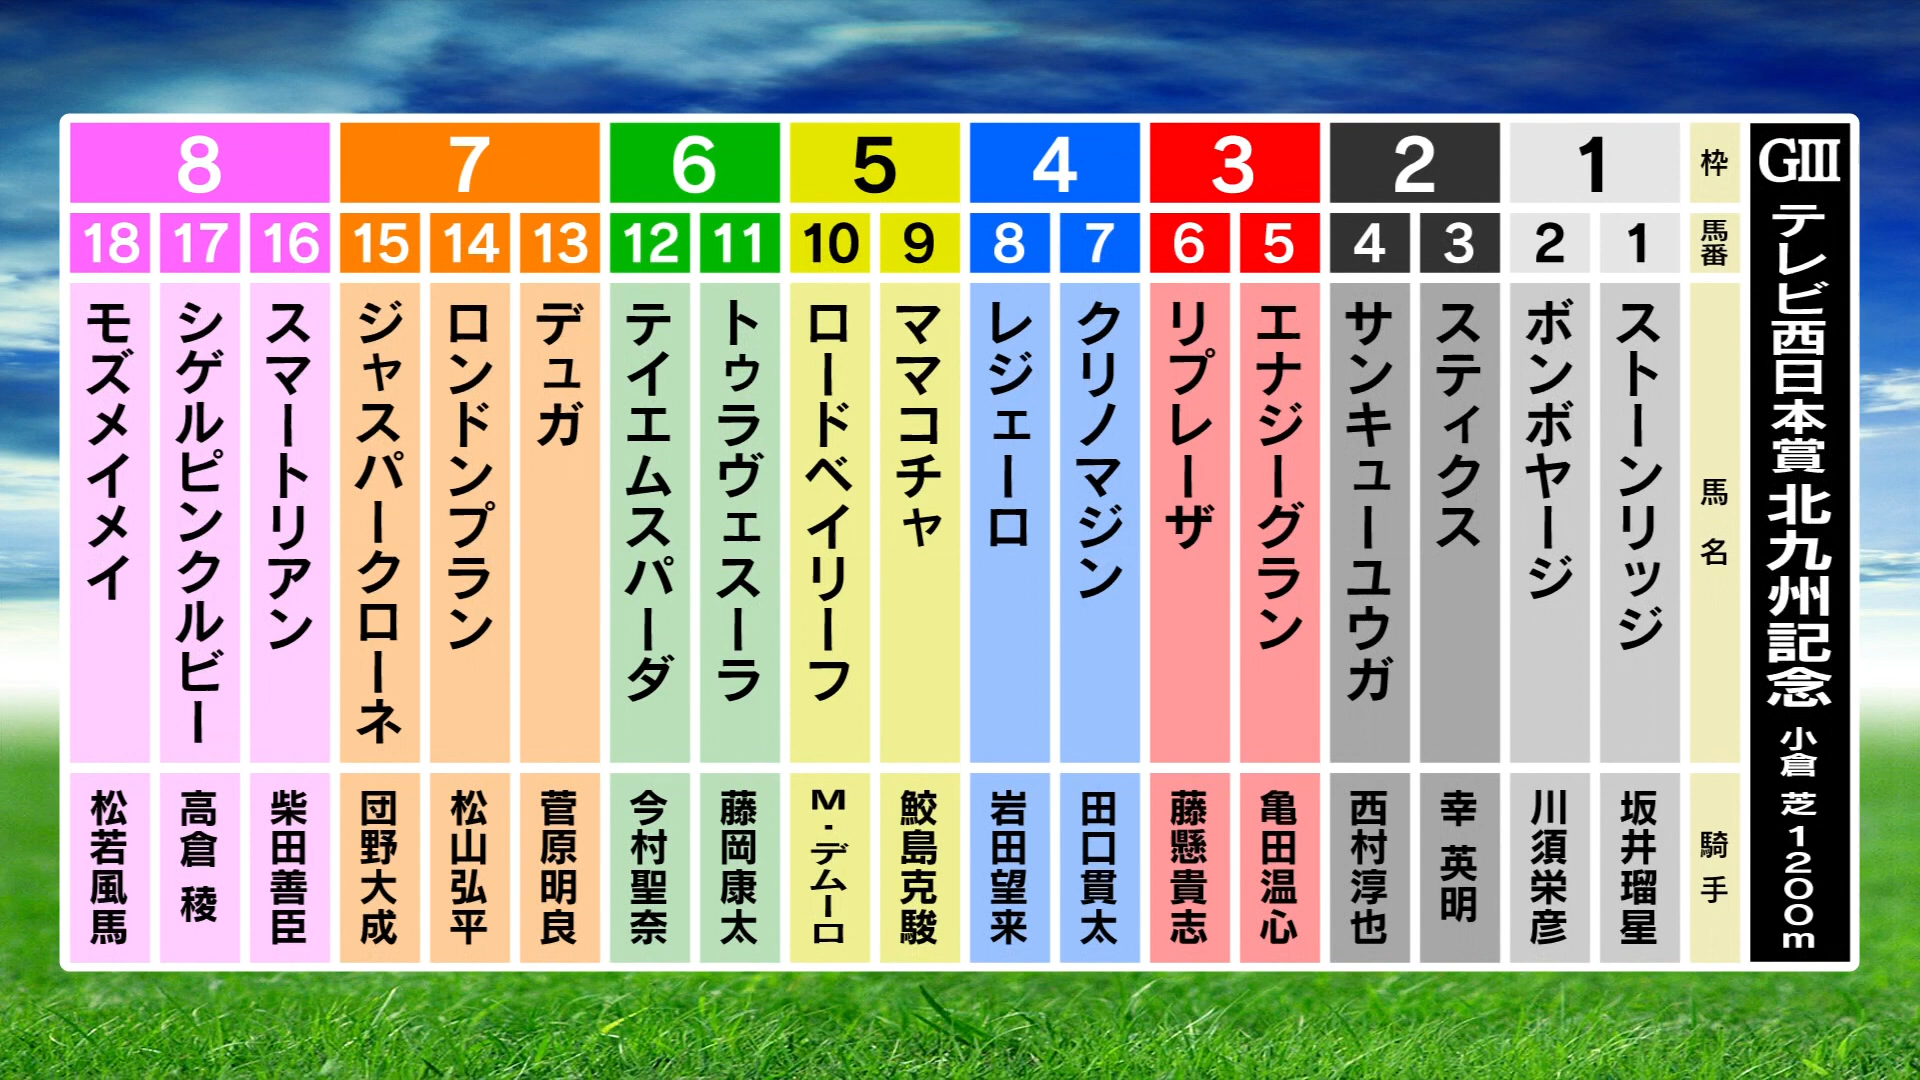 GIII テレビ西日本賞 北九州記念 小倉 芝 1200m
枠
馬番
馬名
騎手
1
1
ストーンリッジ
坂井瑠星
2
ボンボヤージ
川須栄彦
2
3
スティクス
幸 英明
4
サンキューユウガ
西村淳也
3
5
エナジーグラン
亀田温心
6
リプレーザ
藤懸貴志
4
7
クリノマジン
田口貫太
8
レジェーロ
岩田望来
5
9
ママコチャ
鮫島克駿
10
ロードベイリーフ
M・デムーロ
6
11
トゥラヴェスーラ
藤岡康太
12
テイエムスパーダ
今村聖奈
7
13
デュガ
菅原明良
14
ロンドンプラン
松山弘平
15
ジャスパークローネ
団野大成
8
16
スマートリアン
柴田善臣
17
シゲルピンクルビー
高倉 稜
18
モズメイメイ
松若風馬